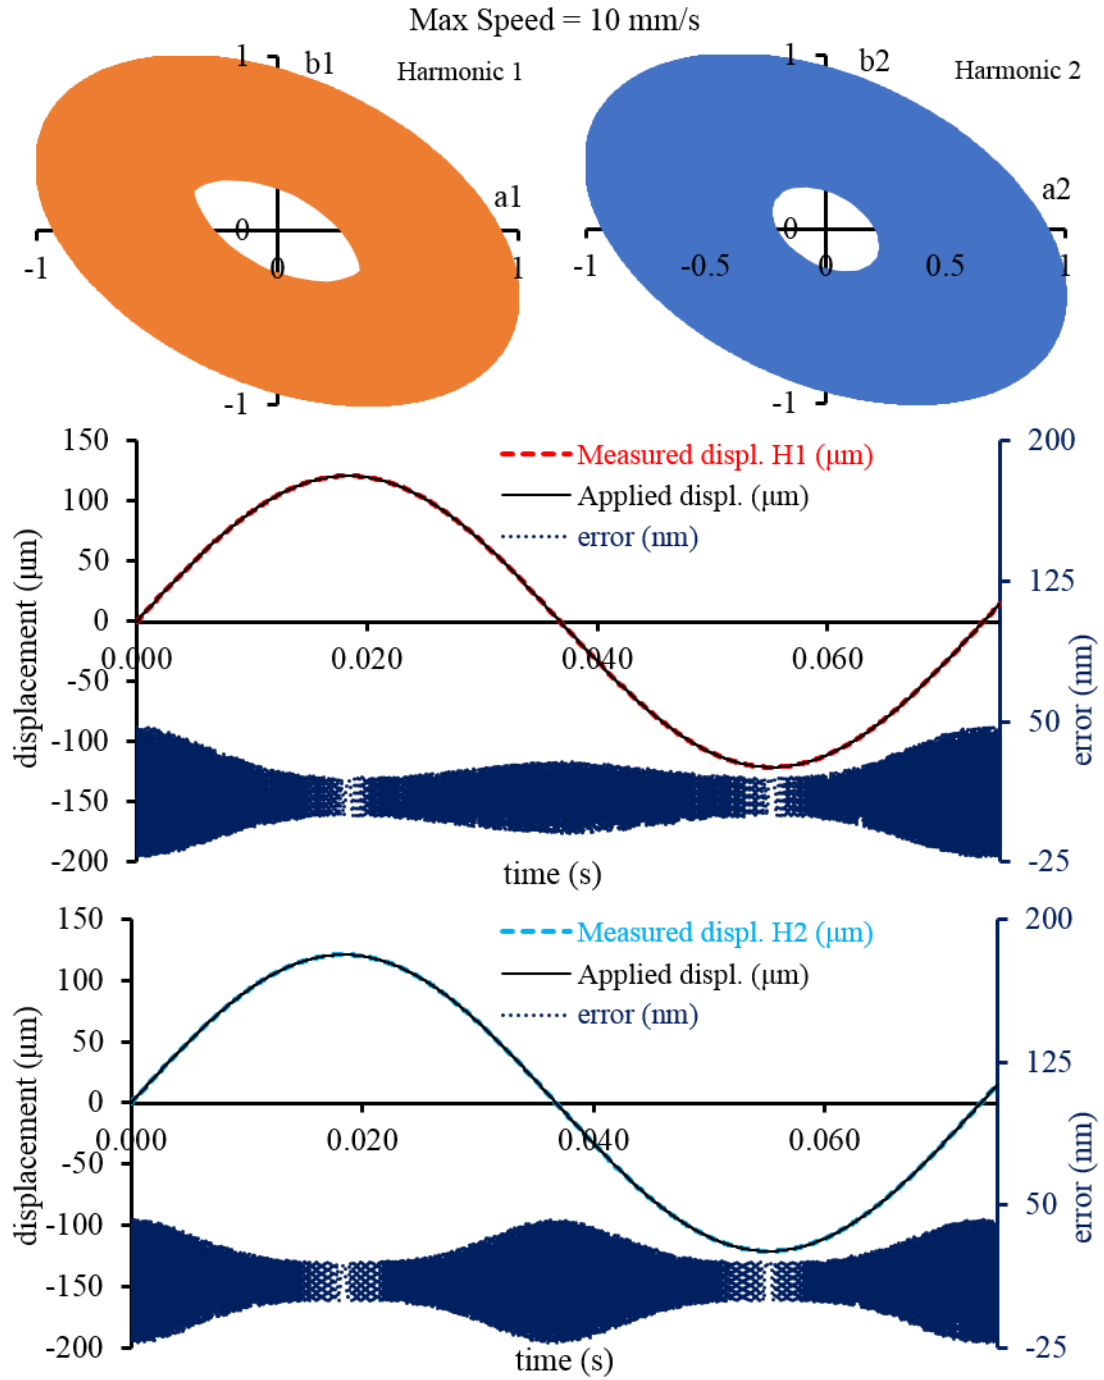 Max Speed = 10 mm/s
1 b1 Harmonic 1
a1
0
-1 0 1
-1
1 b2 Harmonic 2
a2
0
-1 -0.5 0 0.5 1
-1
150 200
Measured displ. H1 (μm)
100 Applied displ. (μm)
error (nm)
50 125
0
0.000 0.020 0.040 0.060
-50
50
-100
-150
-200 -25
displacement (μm)
error (nm)
time (s)
150 200
Measured displ. H2 (μm)
100 Applied displ. (μm)
error (nm)
50 125
0
0.000 0.020 0.040 0.060
-50
50
-100
-150
-200 -25
displacement (μm)
error (nm)
time (s)